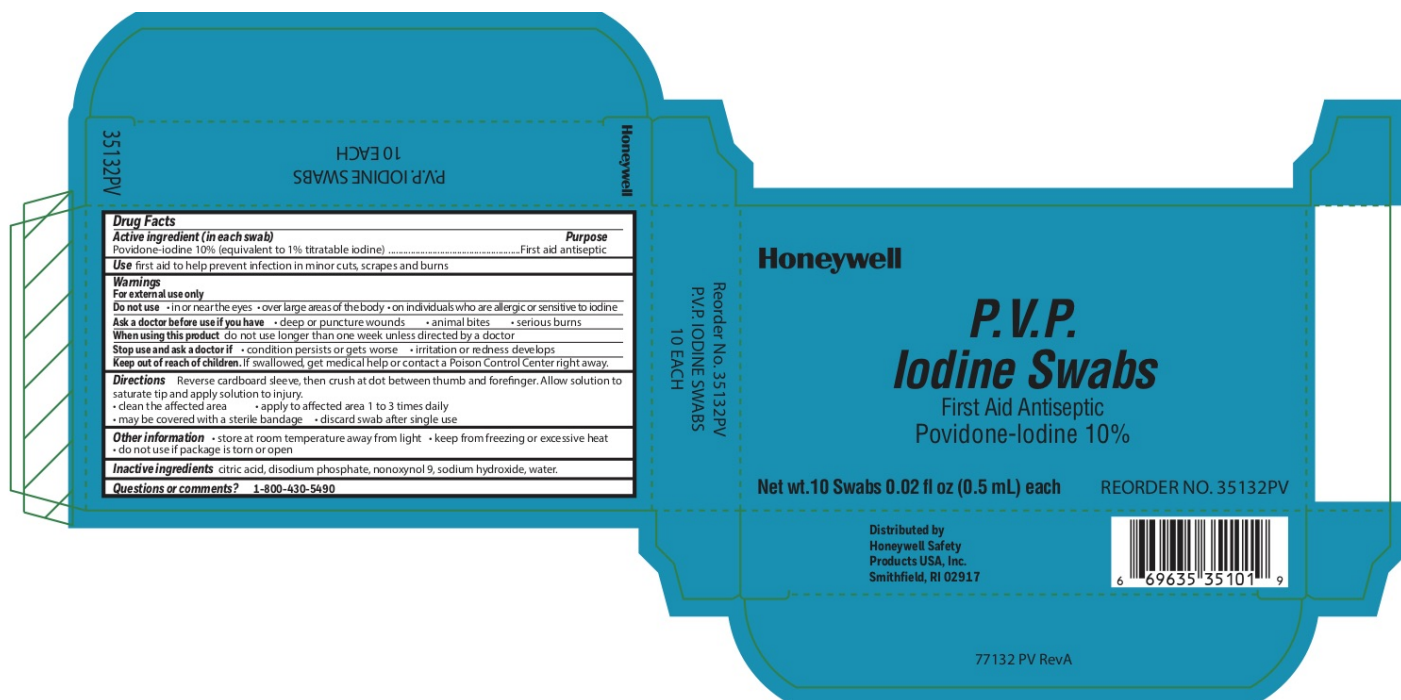 35132PV
P.V.P. IODINE SWABS
10 EACH
Honeywell
Drug Facts
Active ingredient (in each swab) Purpose
Povidone-iodine 10% (equivalent to 1% titratable iodine) ....................................................First aid antiseptic
Use first aid to help prevent infection in minor cuts, scrapes and burns
Warnings
For external use only
Do not use • in or near the eyes • over large areas of the body • on individuals who are allergic or sensitive to iodine
Ask a doctor before use if you have • deep or puncture wounds • animal bites • serious burns
When using this product do not use longer than one week unless directed by a doctor
Stop use and ask a doctor if • condition persists or gets worse • irritation or redness develops
Keep out of reach of children. If swallowed, get medical help or contact a Poison Control Center right away.
Directions Reverse cardboard sleeve, then crush at dot between thumb and forefinger. Allow solution to
saturate tip and apply solution to injury.
• clean the affected area • apply to affected area 1 to 3 times daily
• may be covered with a sterile bandage • discard swab after single use
Other information • store at room temperature away from light • keep from freezing or excessive heat
• do not use if package is torn or open
Inactive ingredients citric acid, disodium phosphate, nonoxynol 9, sodium hydroxide, water.
Questions or comments? 1-800-430-5490
Reorder No. 35132PV
P.V.P. IODINE SWABS
10 EACH
Honeywell
P.V.P.
Iodine Swabs
First Aid Antiseptic
Povidone-Iodine 10%
Net wt.10 Swabs 0.02 fl oz (0.5 mL) each REORDER NO. 35132PV
Distributed by
Honeywell Safety
Products USA, Inc.
Smithfield, RI 02917
6 69635 35101 9
77132 PV RevA